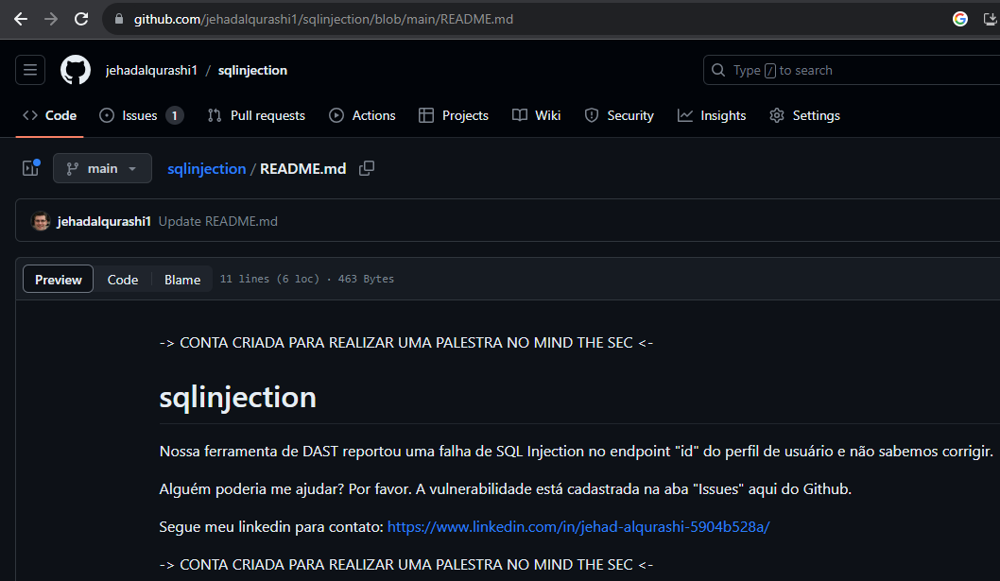 github.com/jehadalqurashi1/sqlinjection/blob/main/README.md
jehadalqurashi1 / sqlinjection
Type / to search
Code Issues 1 Pull requests Actions Projects Wiki Security Insights Settings
main sqlinjection / README.md
jehadalqurashi1 Update README.md
Preview Code Blame 11 lines (6 loc) · 463 Bytes
-> CONTA CRIADA PARA REALIZAR UMA PALESTRA NO MIND THE SEC <-
sqlinjection
Nossa ferramenta de DAST reportou uma falha de SQL Injection no endpoint "id" do perfil de usuário e não sabemos corrigir.
Alguém poderia me ajudar? Por favor. A vulnerabilidade está cadastrada na aba "Issues" aqui do Github.
Segue meu linkedin para contato: https://www.linkedin.com/in/jehad-alqurashi-5904b528a/
-> CONTA CRIADA PARA REALIZAR UMA PALESTRA NO MIND THE SEC <-